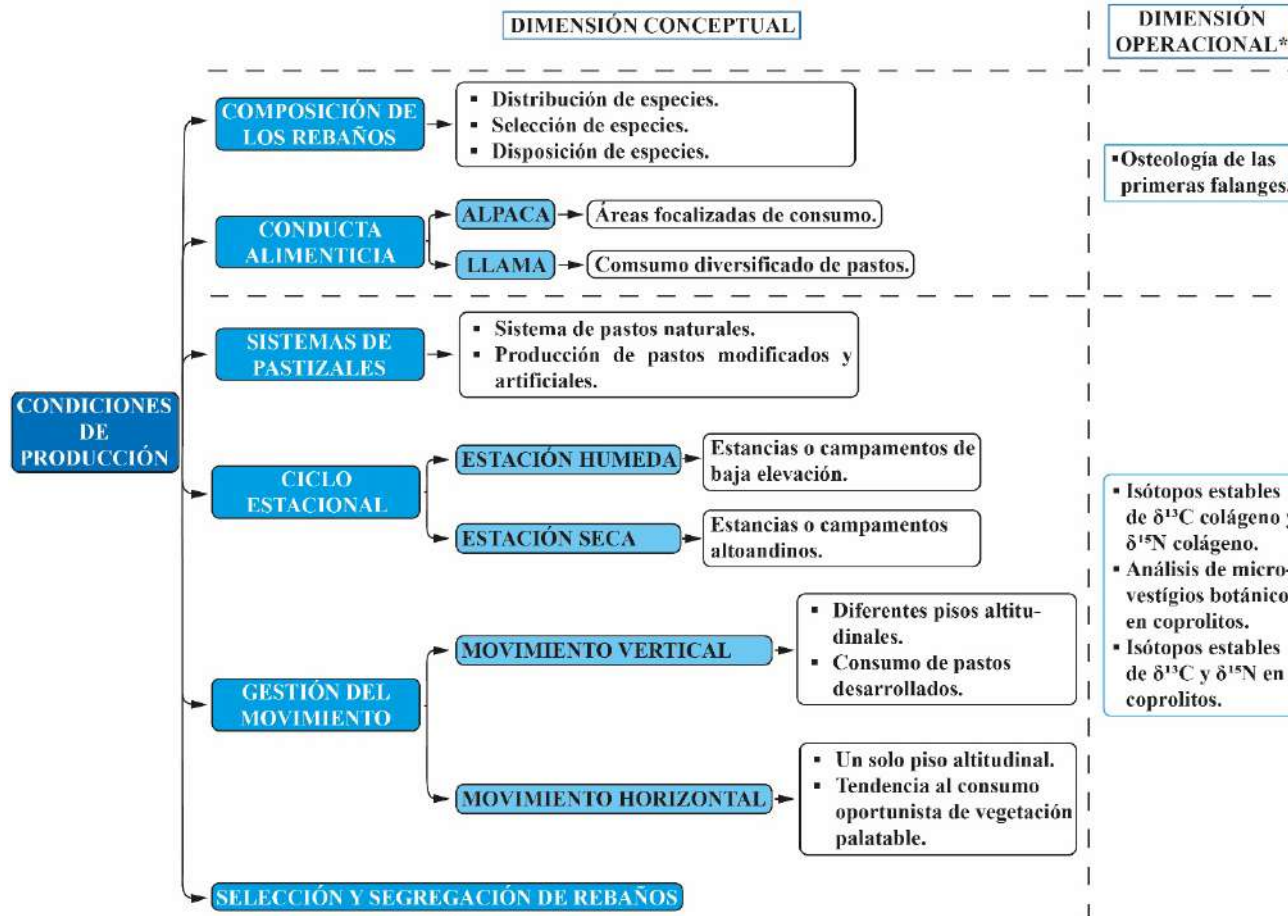 DIMENSIÓN CONCEPTUAL
DIMENSIÓN
OPERACIONAL*
COMPOSICIÓN DE
LOS REBAÑOS
▪ Distribución de especies.
▪ Selección de especies.
▪ Disposición de especies.
▪Osteología de las
primeras falanges.
CONDUCTA
ALIMENTICIA
ALPACA
Áreas focalizadas de consumo.
LLAMA
Comsumo diversificado de pastos.
SISTEMAS DE
PASTIZALES
▪ Sistema de pastos naturales.
▪ Producción de pastos modificados y
artificiales.
CONDICIONES
DE
PRODUCCIÓN
CICLO
ESTACIONAL
ESTACIÓN HUMEDA
Estancias o campamentos de
baja elevación.
ESTACIÓN SECA
Estancias o campamentos
altoandinos.
▪ Isótopos estables
de δ¹³C colágeno y
δ¹⁵N colágeno.
▪ Análisis de micro-
vestígios botánico
en coprolitos.
▪ Isótopos estables
de δ¹³C y δ¹⁵N en
coprolitos.
GESTIÓN DEL
MOVIMIENTO
MOVIMIENTO VERTICAL
▪ Diferentes pisos altitu-
dinales.
▪ Consumo de pastos
desarrollados.
MOVIMIENTO HORIZONTAL
▪ Un solo piso altitudinal.
▪ Tendencia al consumo
oportunista de vegetación
palatable.
SELECCIÓN Y SEGREGACIÓN DE REBAÑOS